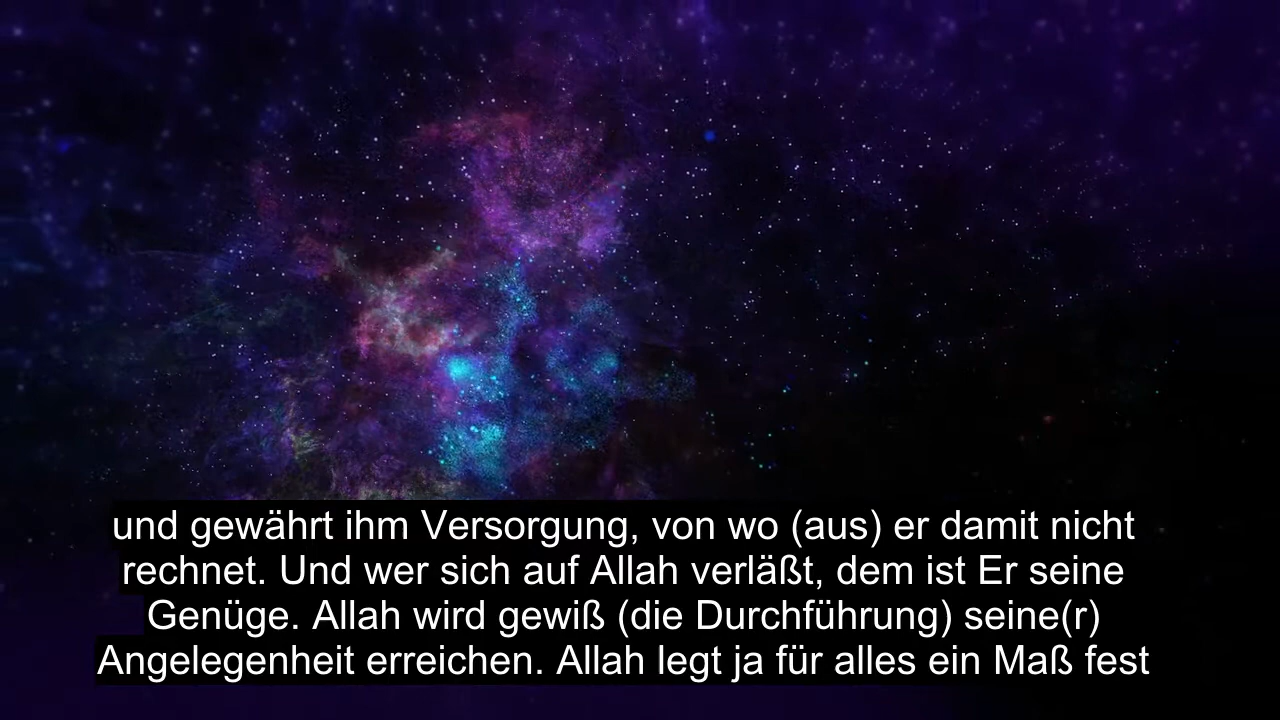 und gewährt ihm Versorgung, von wo (aus) er damit nicht
rechnet. Und wer sich auf Allah verläßt, dem ist Er seine
Genüge. Allah wird gewiß (die Durchführung) seine(r)
Angelegenheit erreichen. Allah legt ja für alles ein Maß fest